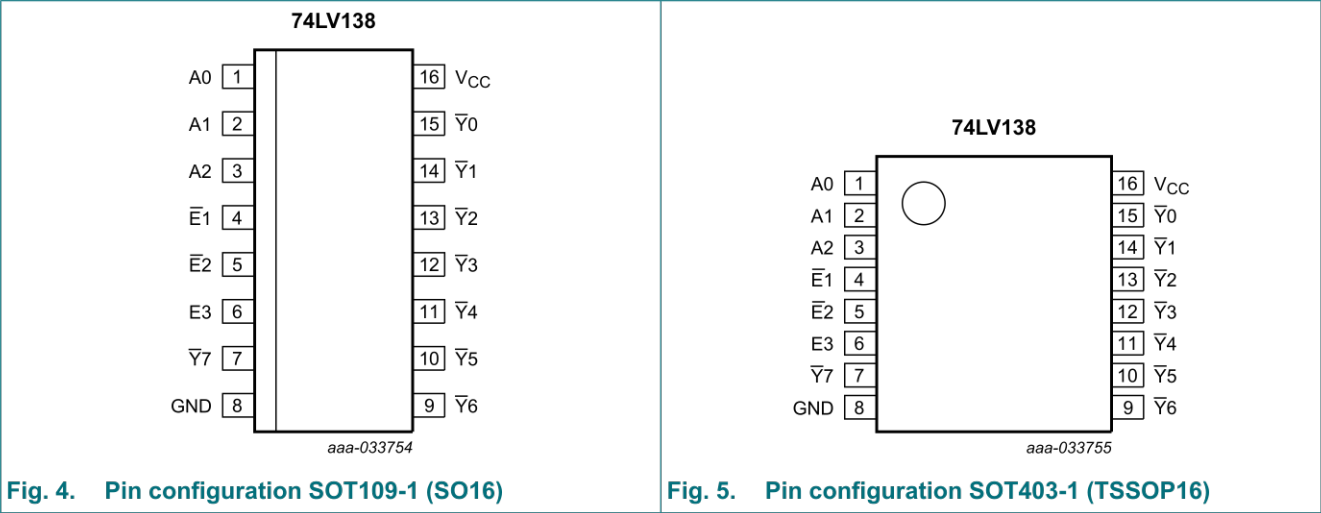 74LV138
A0 1 16 VCC
A1 2 15 Y̅0
A2 3 14 Y̅1
E̅1 4 13 Y̅2
E̅2 5 12 Y̅3
E3 6 11 Y̅4
Y̅7 7 10 Y̅5
GND 8 9 Y̅6
aaa-033754
Fig. 4. Pin configuration SOT109-1 (SO16)
74LV138
A0 1 16 VCC
A1 2 15 Y̅0
A2 3 14 Y̅1
E̅1 4 13 Y̅2
E̅2 5 12 Y̅3
E3 6 11 Y̅4
Y̅7 7 10 Y̅5
GND 8 9 Y̅6
aaa-033755
Fig. 5. Pin configuration SOT403-1 (TSSOP16)